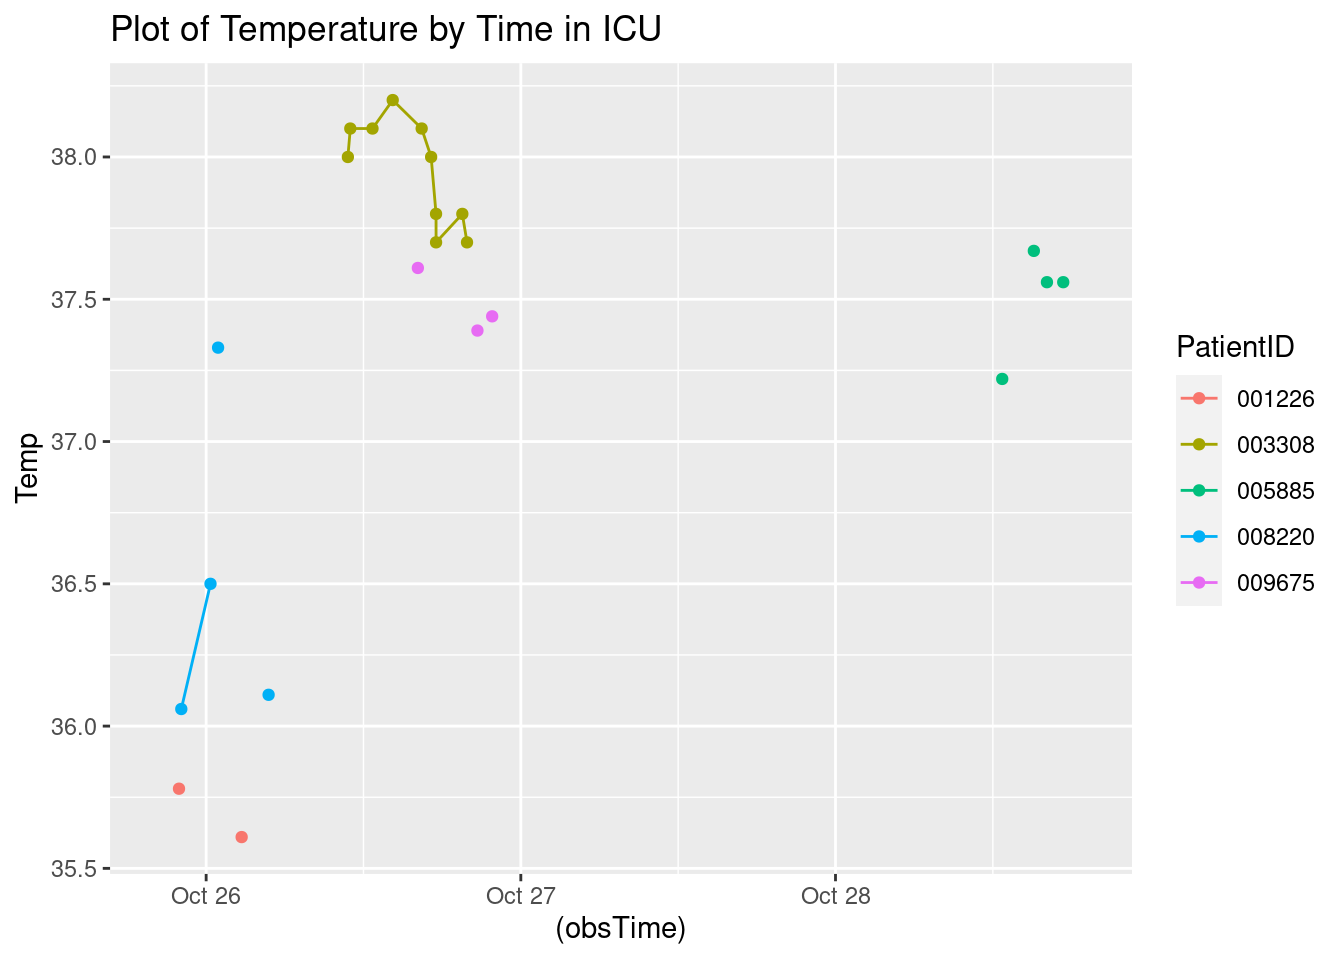 Plot of Temperature by Time in ICU
Temp
38.0
37.5
37.0
36.5
36.0
35.5
Oct 26
Oct 27
Oct 28
(obsTime)
PatientID
001226
003308
005885
008220
009675